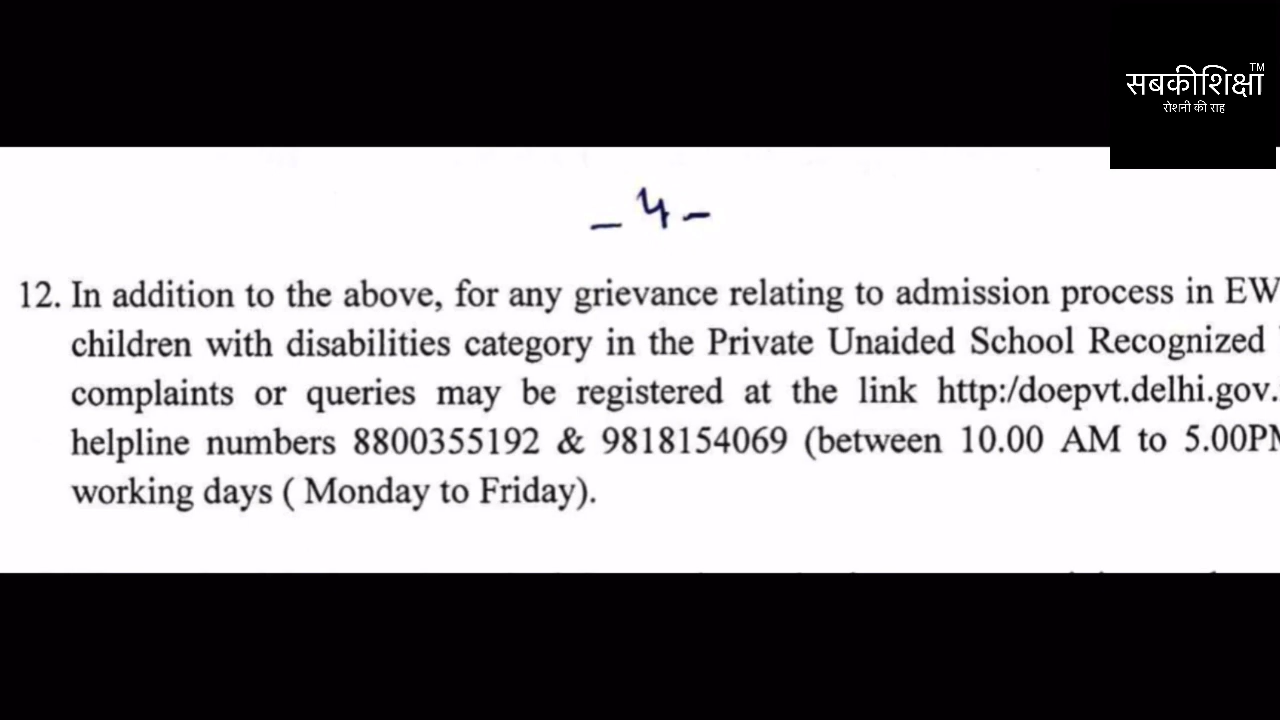 सबकीशिक्षा™
रोशनी की राह
- 4 -
12. In addition to the above, for any grievance relating to admission process in EW
children with disabilities category in the Private Unaided School Recognized
complaints or queries may be registered at the link http:/doepvt.delhi.gov.
helpline numbers 8800355192 & 9818154069 (between 10.00 AM to 5.00PM
working days ( Monday to Friday).